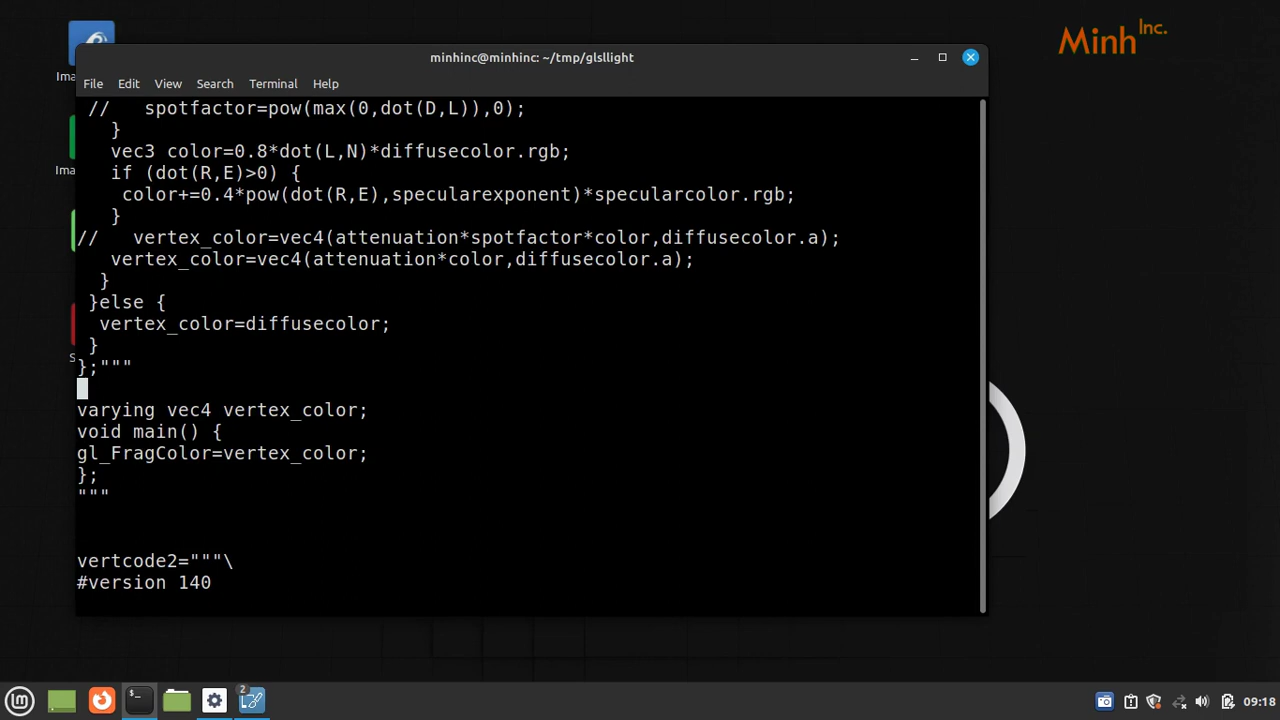 Minh Inc.
Ima
Ima
S
minhinc@minhinc: ~/tmp/glsllight
File Edit View Search Terminal Help
//   spotfactor=pow(max(0,dot(D,L)),0);
}
vec3 color=0.8*dot(L,N)*diffusecolor.rgb;
if (dot(R,E)>0) {
color+=0.4*pow(dot(R,E),specularexponent)*specularcolor.rgb;
}
//   vertex_color=vec4(attenuation*spotfactor*color,diffusecolor.a);
vertex_color=vec4(attenuation*color,diffusecolor.a);
}
}else {
vertex_color=diffusecolor;
}
};"""
varying vec4 vertex_color;
void main() {
gl_FragColor=vertex_color;
};
"""
vertcode2="""\
#version 140
2
09:18